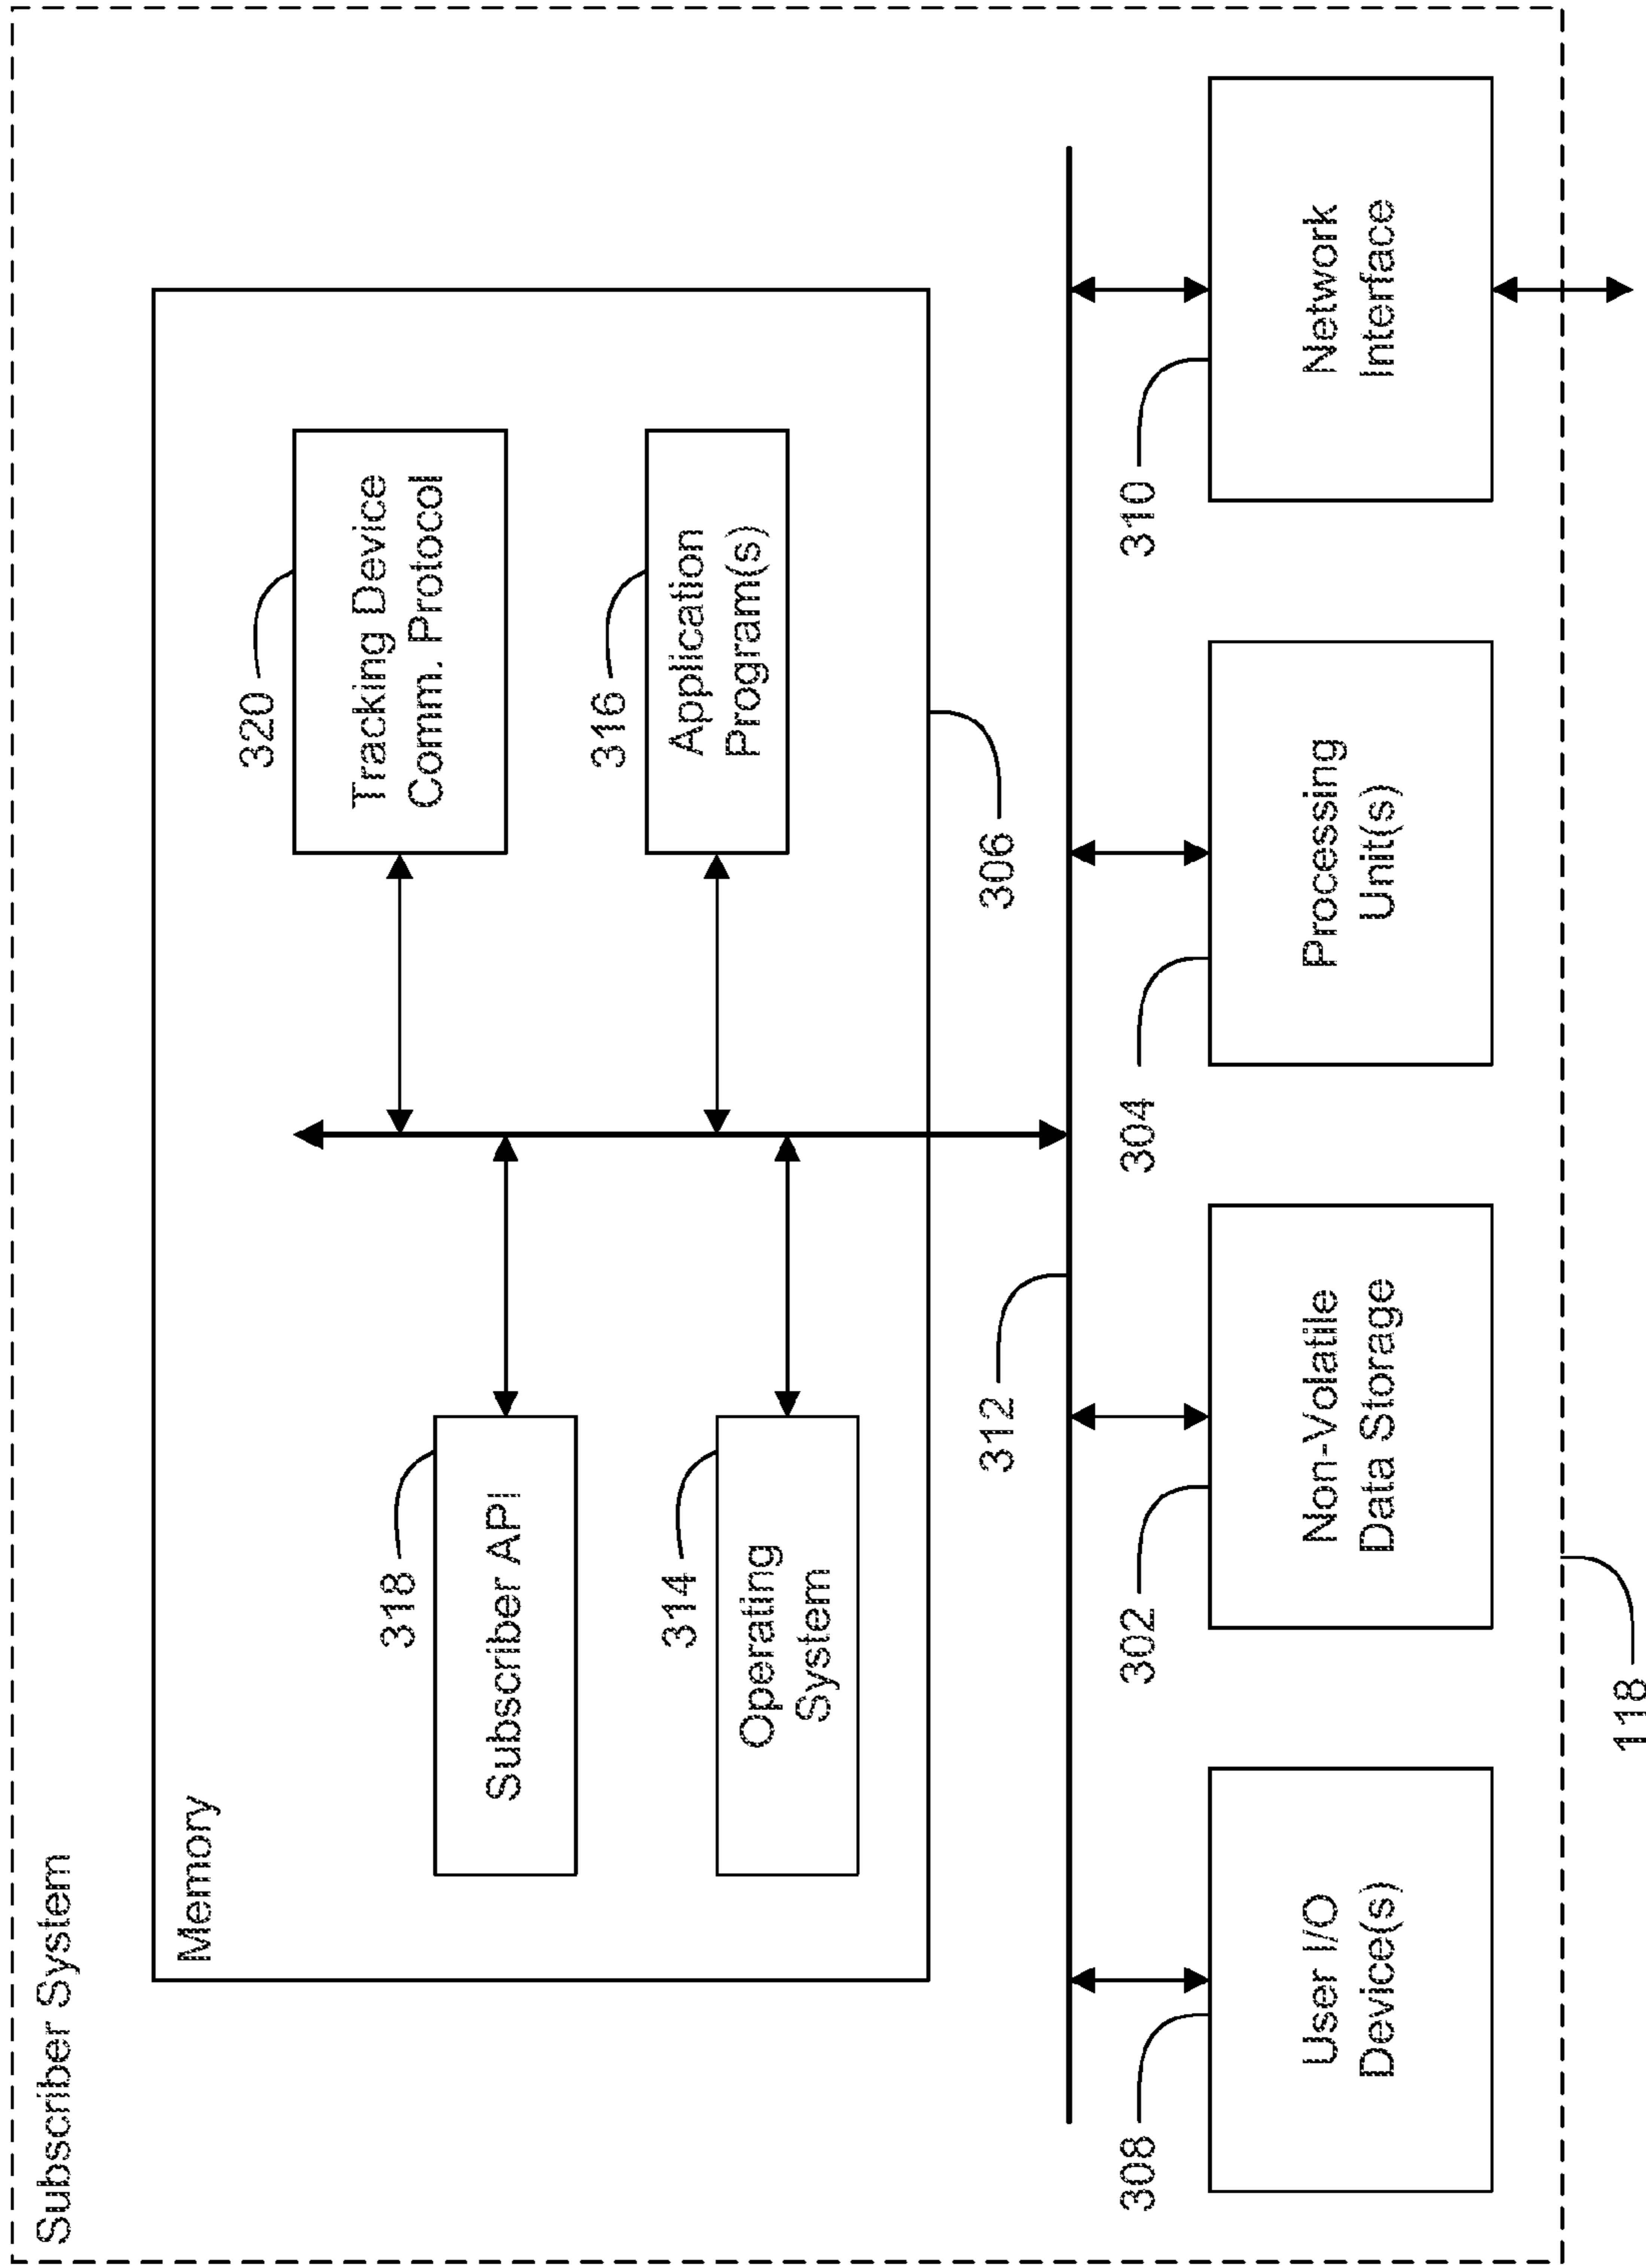 Subscriber System
Memory
318
Subscriber API
320
Tracking Device
Comm. Protocol
314
Operating
System
316
Application
Program(s)
312
306
308
User I/O
Device(s)
302
Non-Volatile
Data Storage
304
Processing
Unit(s)
310
Network
Interface
118